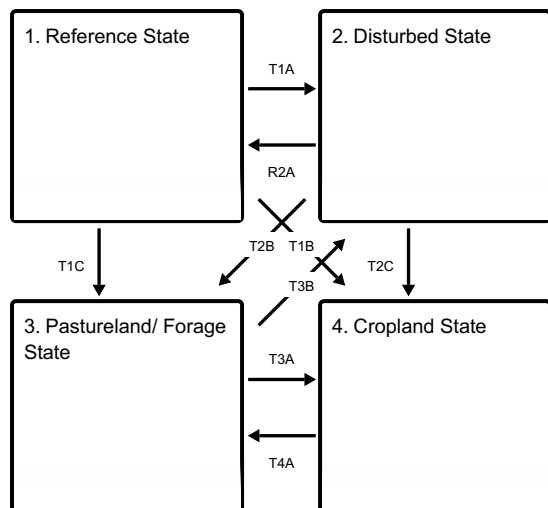 1. Reference State
2. Disturbed State
T1A
R2A
T2B
T1B
T1C
T2C
T3B
3. Pastureland/ Forage
State
4. Cropland State
T3A
T4A